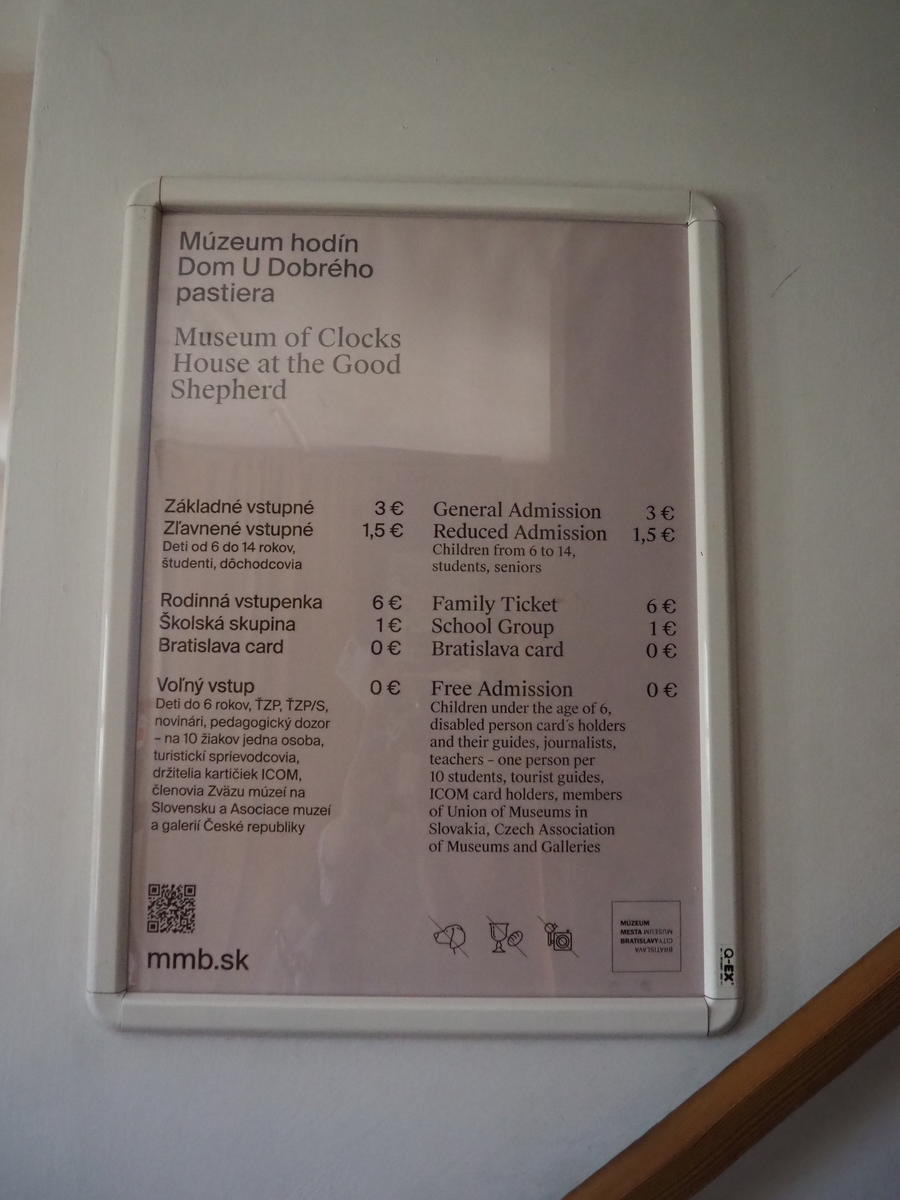 Múzeum hodín
Dom U Dobrého
pastiera
Museum of Clocks
House at the Good
Shepherd
Základné vstupné 3 €
Zľavnené vstupné 1,5 €
Deti od 6 do 14 rokov,
študenti, dôchodcovia
Rodinná vstupenka 6 €
Školská skupina 1 €
Bratislava card 0 €
Voľný vstup 0 €
Deti do 6 rokov, ŤZP, ŤZP/S,
novinári, pedagogický dozor
– na 10 žiakov jedna osoba,
turistickí sprievodcovia,
držitelia kartičiek ICOM,
členovia Zväzu múzeí na
Slovensku a Asociace muzeí
a galerií České republiky
General Admission 3 €
Reduced Admission 1,5 €
Children from 6 to 14,
students, seniors
Family Ticket 6 €
School Group 1 €
Bratislava card 0 €
Free Admission 0 €
Children under the age of 6,
disabled person card´s holders
and their guides, journalists,
teachers – one person per
10 students, tourist guides,
ICOM card holders, members
of Union of Museums in
Slovakia, Czech Association
of Museums and Galleries
mmb.sk
MÚZEUM
MESTA MUSEUM
BRATISLAVY CITY
BRATISLAVA
Q-EX